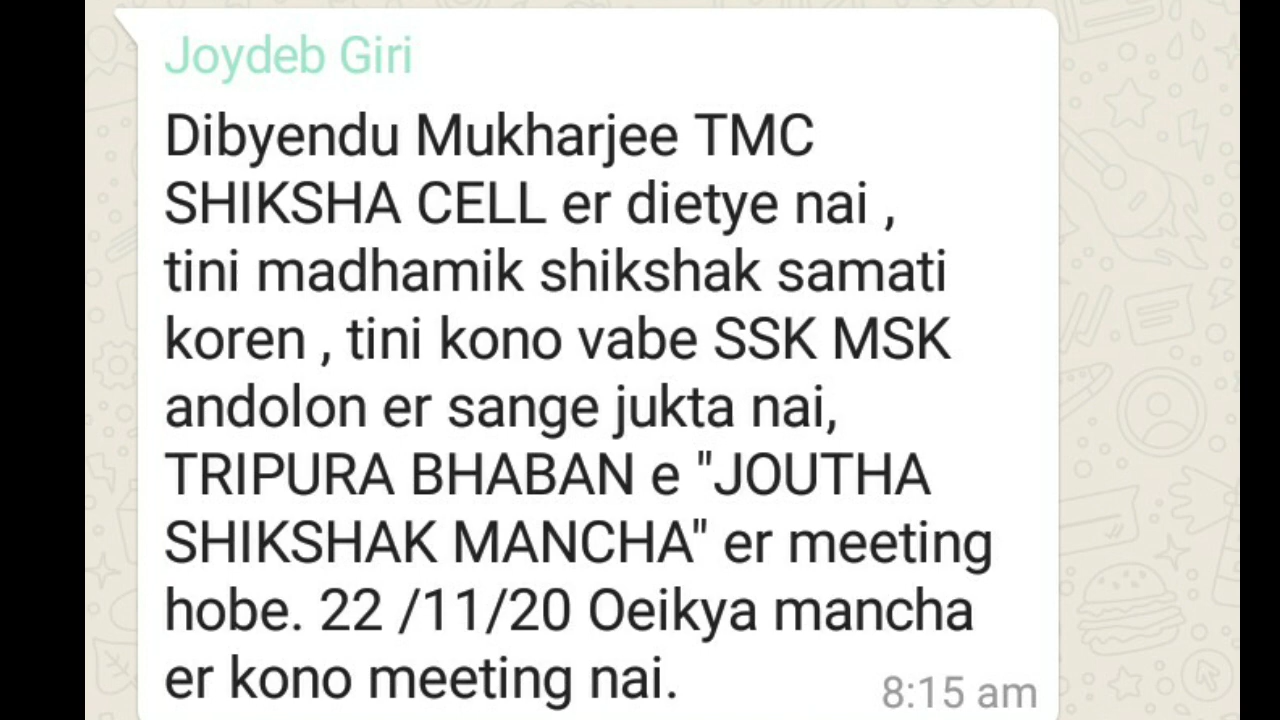 Joydeb Giri
Dibyendu Mukharjee TMC
SHIKSHA CELL er dietye nai ,
tini madhamik shikshak samati
koren , tini kono vabe SSK MSK
andolon er sange jukta nai,
TRIPURA BHABAN e "JOUTHA
SHIKSHAK MANCHA" er meeting
hobe. 22 /11/20 Oeikya mancha
er kono meeting nai.
8:15 am